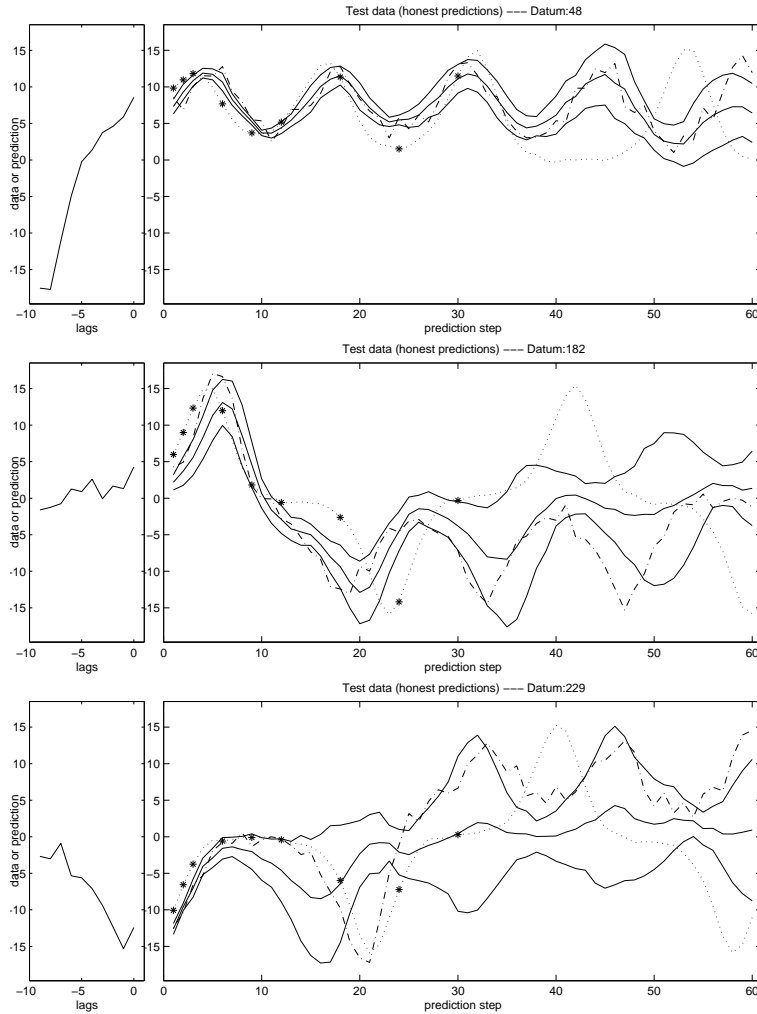 Test data (honest predictions) −−− Datum:48
data or prediction
15
10
5
0
−5
−10
−15
−10 −5 0
lags
15
10
5
0
−5
−10
−15
0 10 20 30 40 50 60
prediction step
Test data (honest predictions) −−− Datum:182
data or prediction
15
10
5
0
−5
−10
−15
−10 −5 0
lags
15
10
5
0
−5
−10
−15
0 10 20 30 40 50 60
prediction step
Test data (honest predictions) −−− Datum:229
data or prediction
15
10
5
0
−5
−10
−15
−10 −5 0
lags
15
10
5
0
−5
−10
−15
0 10 20 30 40 50 60
prediction step